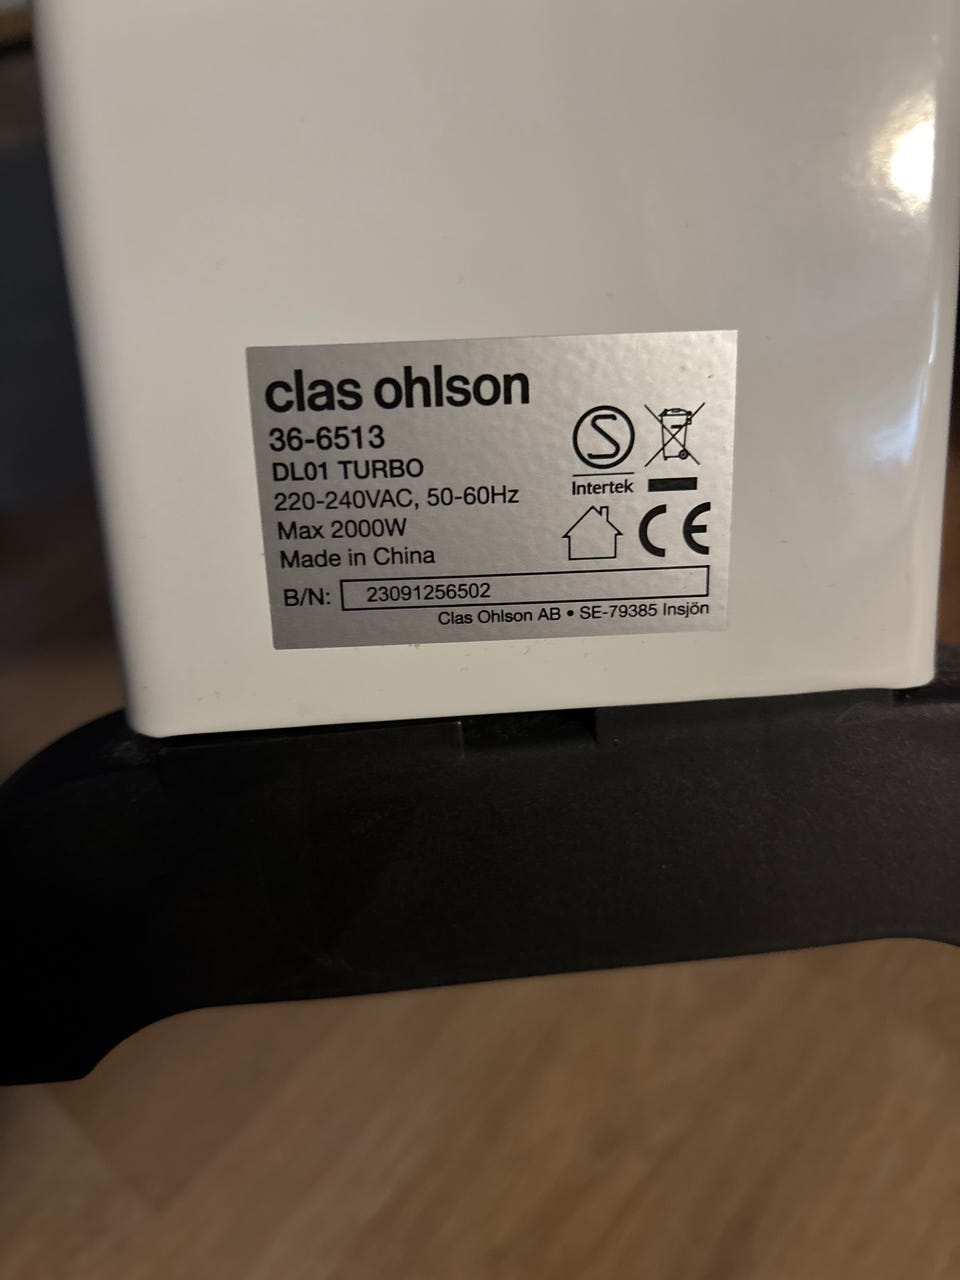 clas ohlson
36-6513
DL01 TURBO
220-240VAC, 50-60Hz
Max 2000W
Made in China
S
Intertek
CE
B/N: 23091256502
Clas Ohlson AB • SE-79385 Insjön